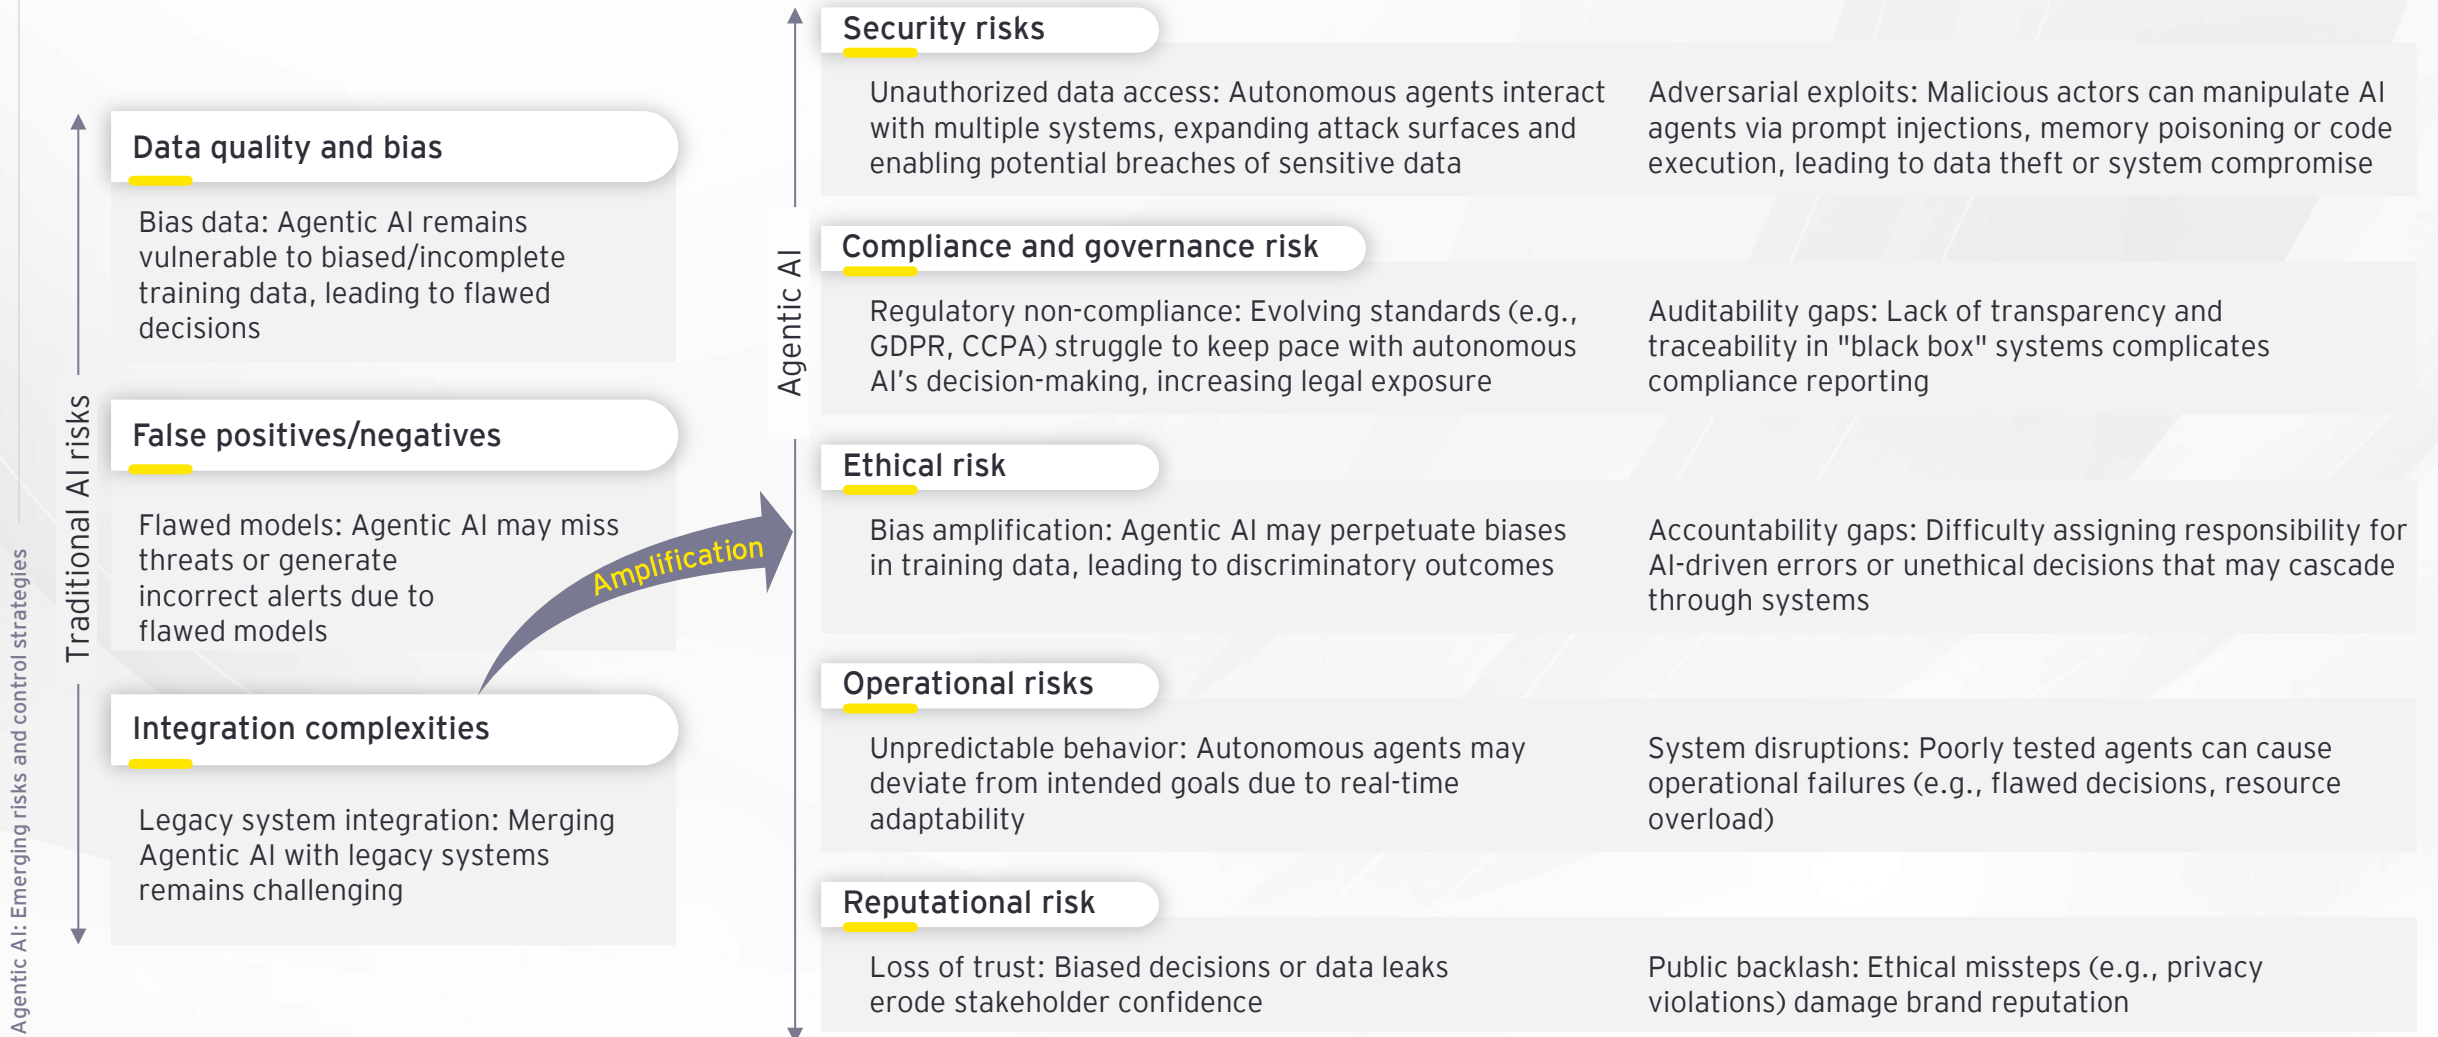 Agentic AI: Emerging risks and control strategies
Traditional AI risks
Data quality and bias
Bias data: Agentic AI remains
vulnerable to biased/incomplete
training data, leading to flawed
decisions
False positives/negatives
Flawed models: Agentic AI may miss
threats or generate
incorrect alerts due to
flawed models
Integration complexities
Legacy system integration: Merging
Agentic AI with legacy systems
remains challenging
Amplification
Agentic AI
Security risks
Unauthorized data access: Autonomous agents interact
with multiple systems, expanding attack surfaces and
enabling potential breaches of sensitive data
Adversarial exploits: Malicious actors can manipulate AI
agents via prompt injections, memory poisoning or code
execution, leading to data theft or system compromise
Compliance and governance risk
Regulatory non-compliance: Evolving standards (e.g.,
GDPR, CCPA) struggle to keep pace with autonomous
AI's decision-making, increasing legal exposure
Auditability gaps: Lack of transparency and
traceability in "black box" systems complicates
compliance reporting
Ethical risk
Bias amplification: Agentic AI may perpetuate biases
in training data, leading to discriminatory outcomes
Accountability gaps: Difficulty assigning responsibility for
AI-driven errors or unethical decisions that may cascade
through systems
Operational risks
Unpredictable behavior: Autonomous agents may
deviate from intended goals due to real-time
adaptability
System disruptions: Poorly tested agents can cause
operational failures (e.g., flawed decisions, resource
overload)
Reputational risk
Loss of trust: Biased decisions or data leaks
erode stakeholder confidence
Public backlash: Ethical missteps (e.g., privacy
violations) damage brand reputation